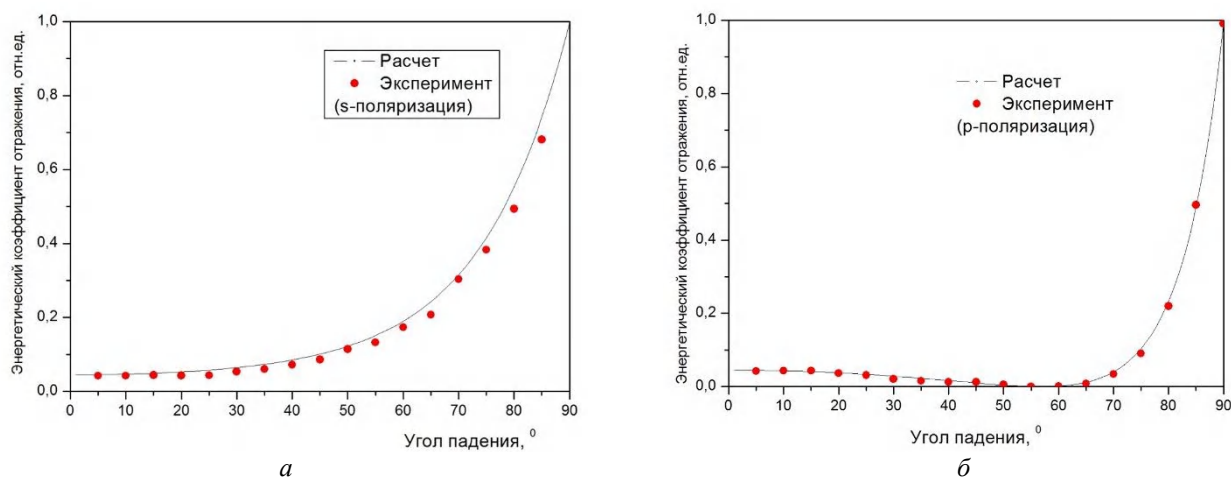 Энергетический коэффициент отражения, отн.ед.
1,0
0,8
0,6
0,4
0,2
0,0
Расчет
Эксперимент
(s-поляризация)
0 10 20 30 40 50 60 70 80 90
Угол падения, 0
а
Энергетический коэффициент отражения, отн.ед.
1,0
0,8
0,6
0,4
0,2
0,0
Расчет
Эксперимент
(р-поляризация)
0 10 20 30 40 50 60 70 80 90
Угол падения, 0
б